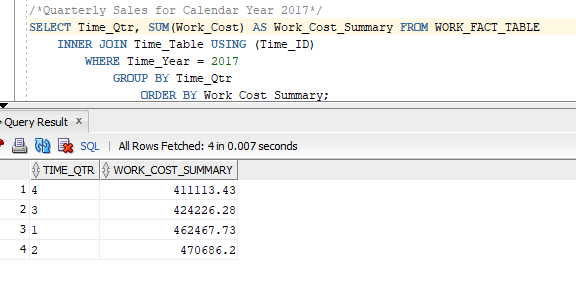 /*Quarterly Sales for Calendar Year 2017*/
SELECT Time_Qtr, SUM(Work_Cost) AS Work_Cost_Summary FROM WORK_FACT_TABLE
INNER JOIN Time_Table USING (Time_ID)
WHERE Time_Year = 2017
GROUP BY Time_Qtr
ORDER BY Work_Cost_Summary;
Query Result x
SQL | All Rows Fetched: 4 in 0.007 seconds
TIME_QTR WORK_COST_SUMMARY
1 4 411113.43
2 3 424226.28
3 1 462467.73
4 2 470686.2